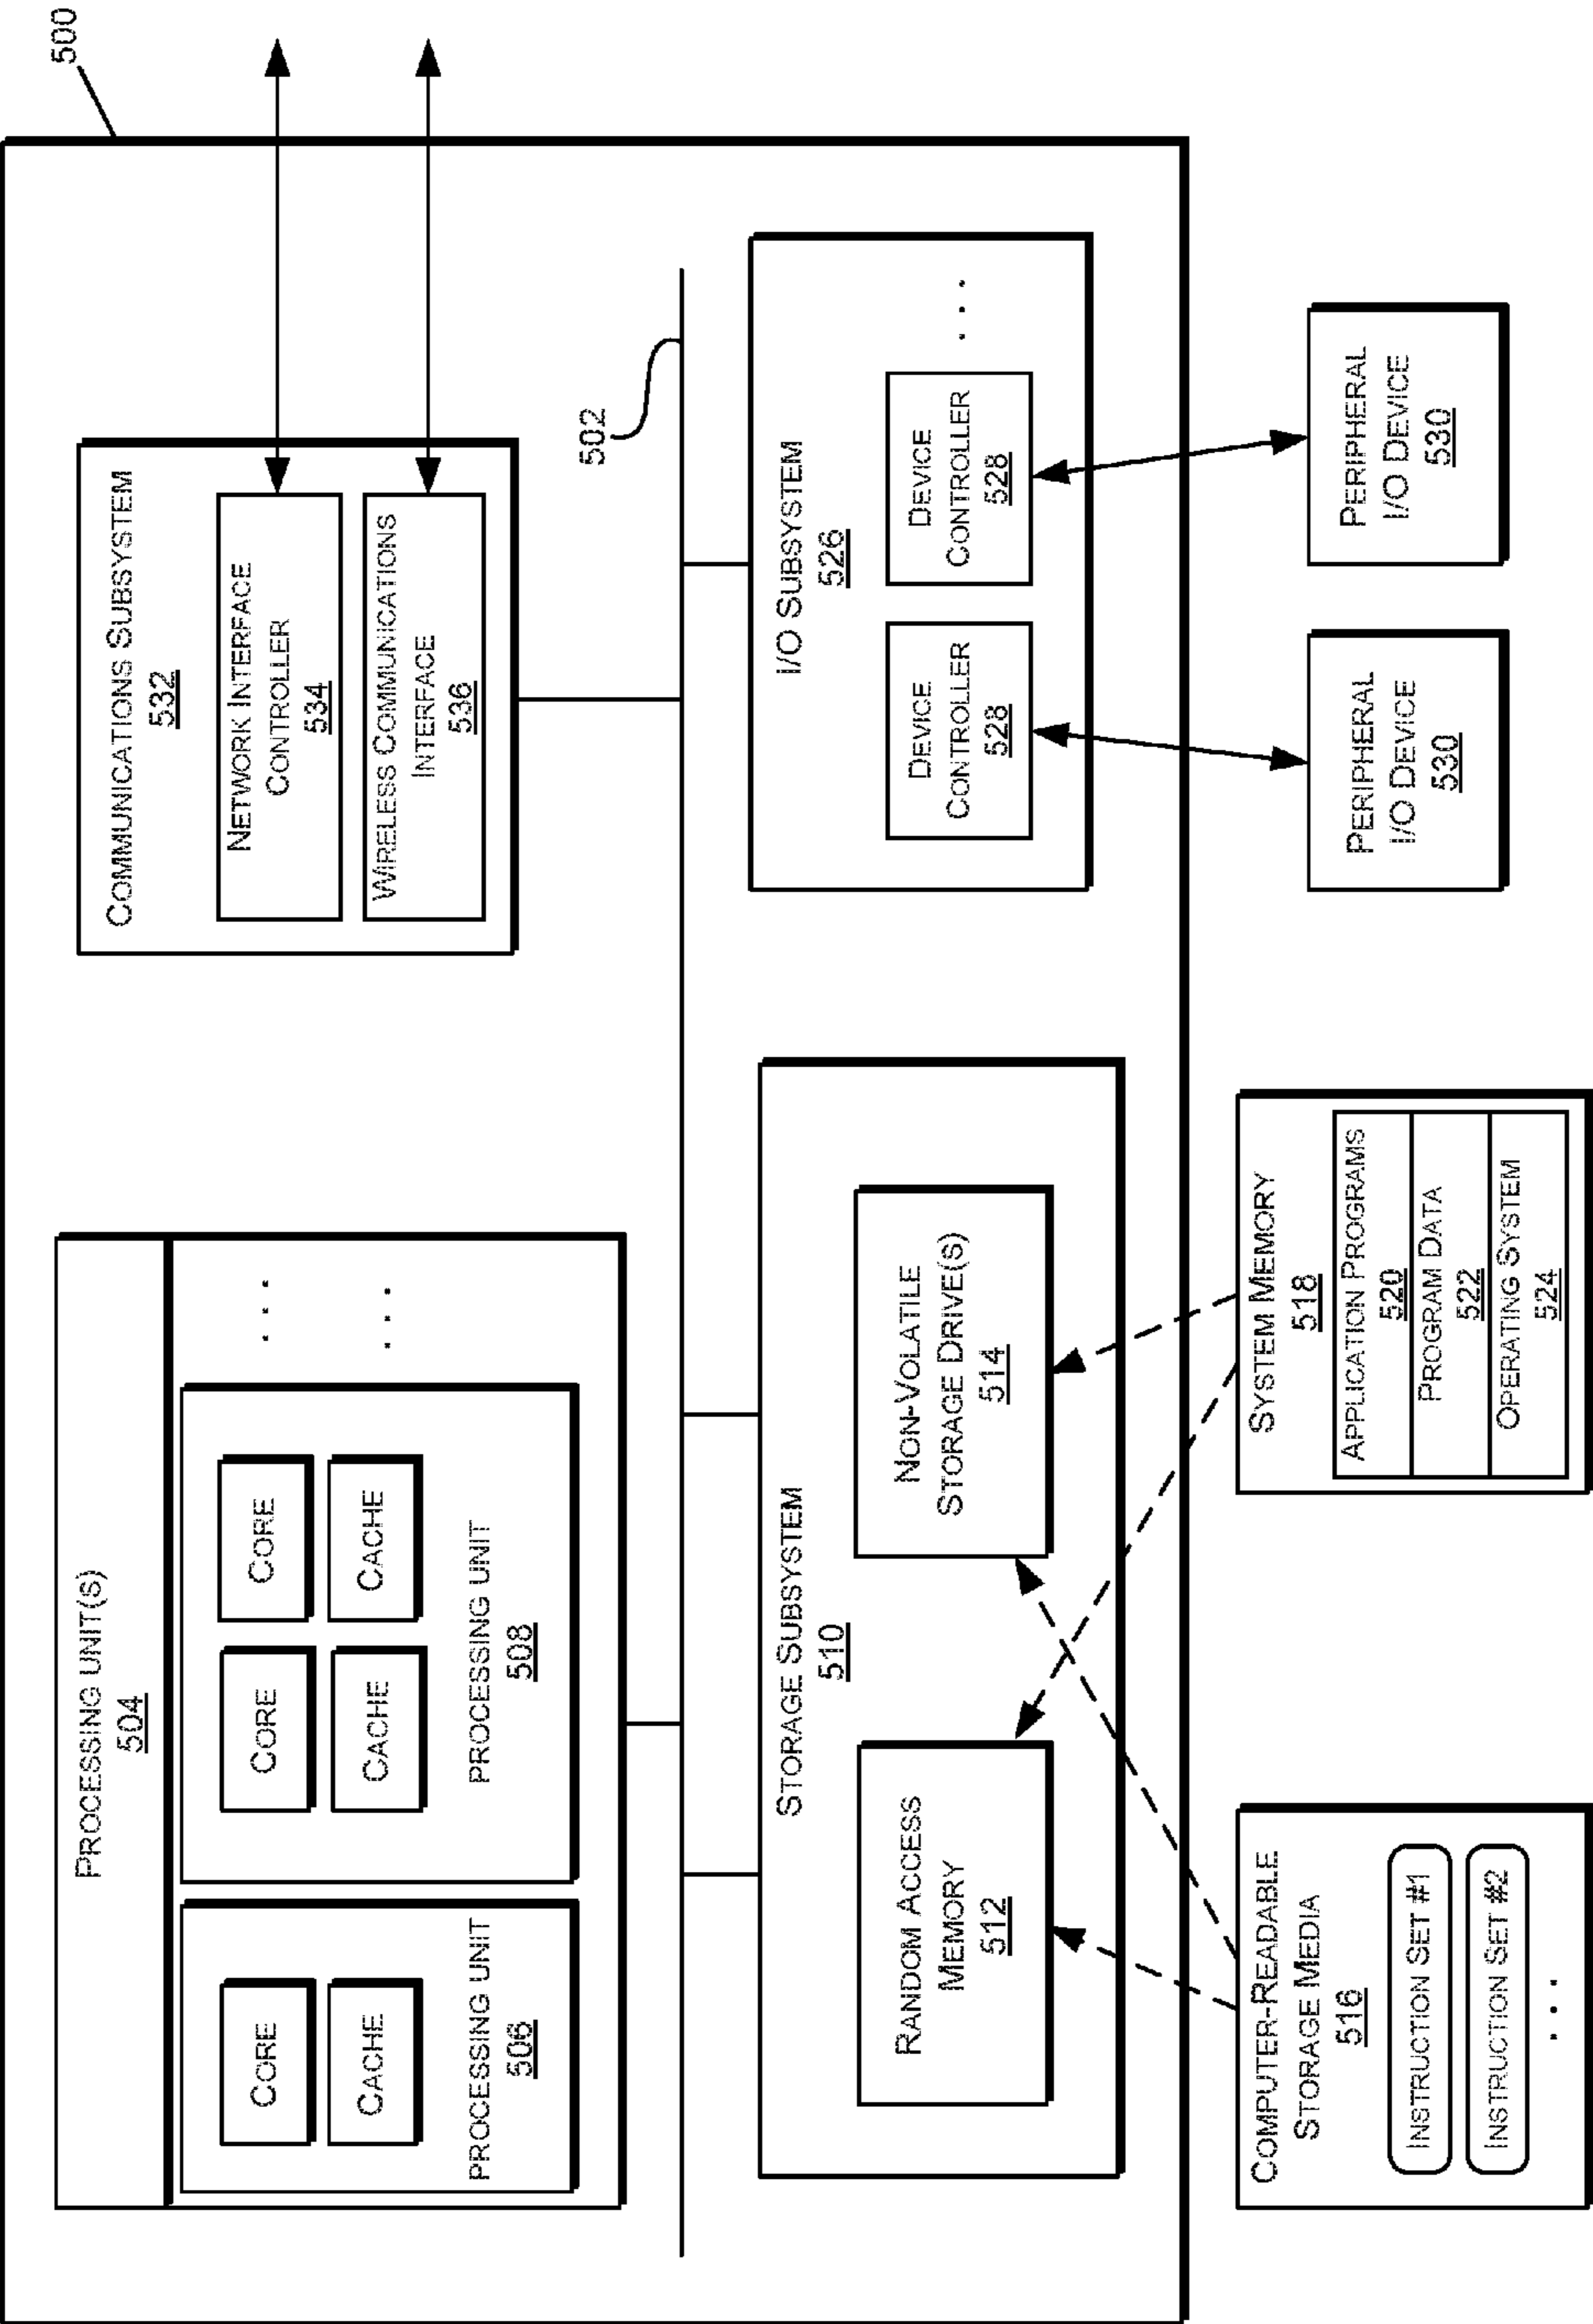 500
PROCESSING UNIT(S)
504
CORE
CACHE
PROCESSING UNIT
506
CORE
CORE
CACHE
CACHE
PROCESSING UNIT
508
. . .
. . .
COMMUNICATIONS SUBSYSTEM
532
NETWORK INTERFACE
CONTROLLER
534
WIRELESS COMMUNICATIONS
INTERFACE
536
502
STORAGE SUBSYSTEM
510
RANDOM ACCESS
MEMORY
512
NON-VOLATILE
STORAGE DRIVE(S)
514
I/O SUBSYSTEM
526
DEVICE
CONTROLLER
528
DEVICE
CONTROLLER
528
. . .
COMPUTER-READABLE
STORAGE MEDIA
516
INSTRUCTION SET #1
INSTRUCTION SET #2
. . .
SYSTEM MEMORY
518
APPLICATION PROGRAMS
520
PROGRAM DATA
522
OPERATING SYSTEM
524
PERIPHERAL
I/O DEVICE
530
PERIPHERAL
I/O DEVICE
530